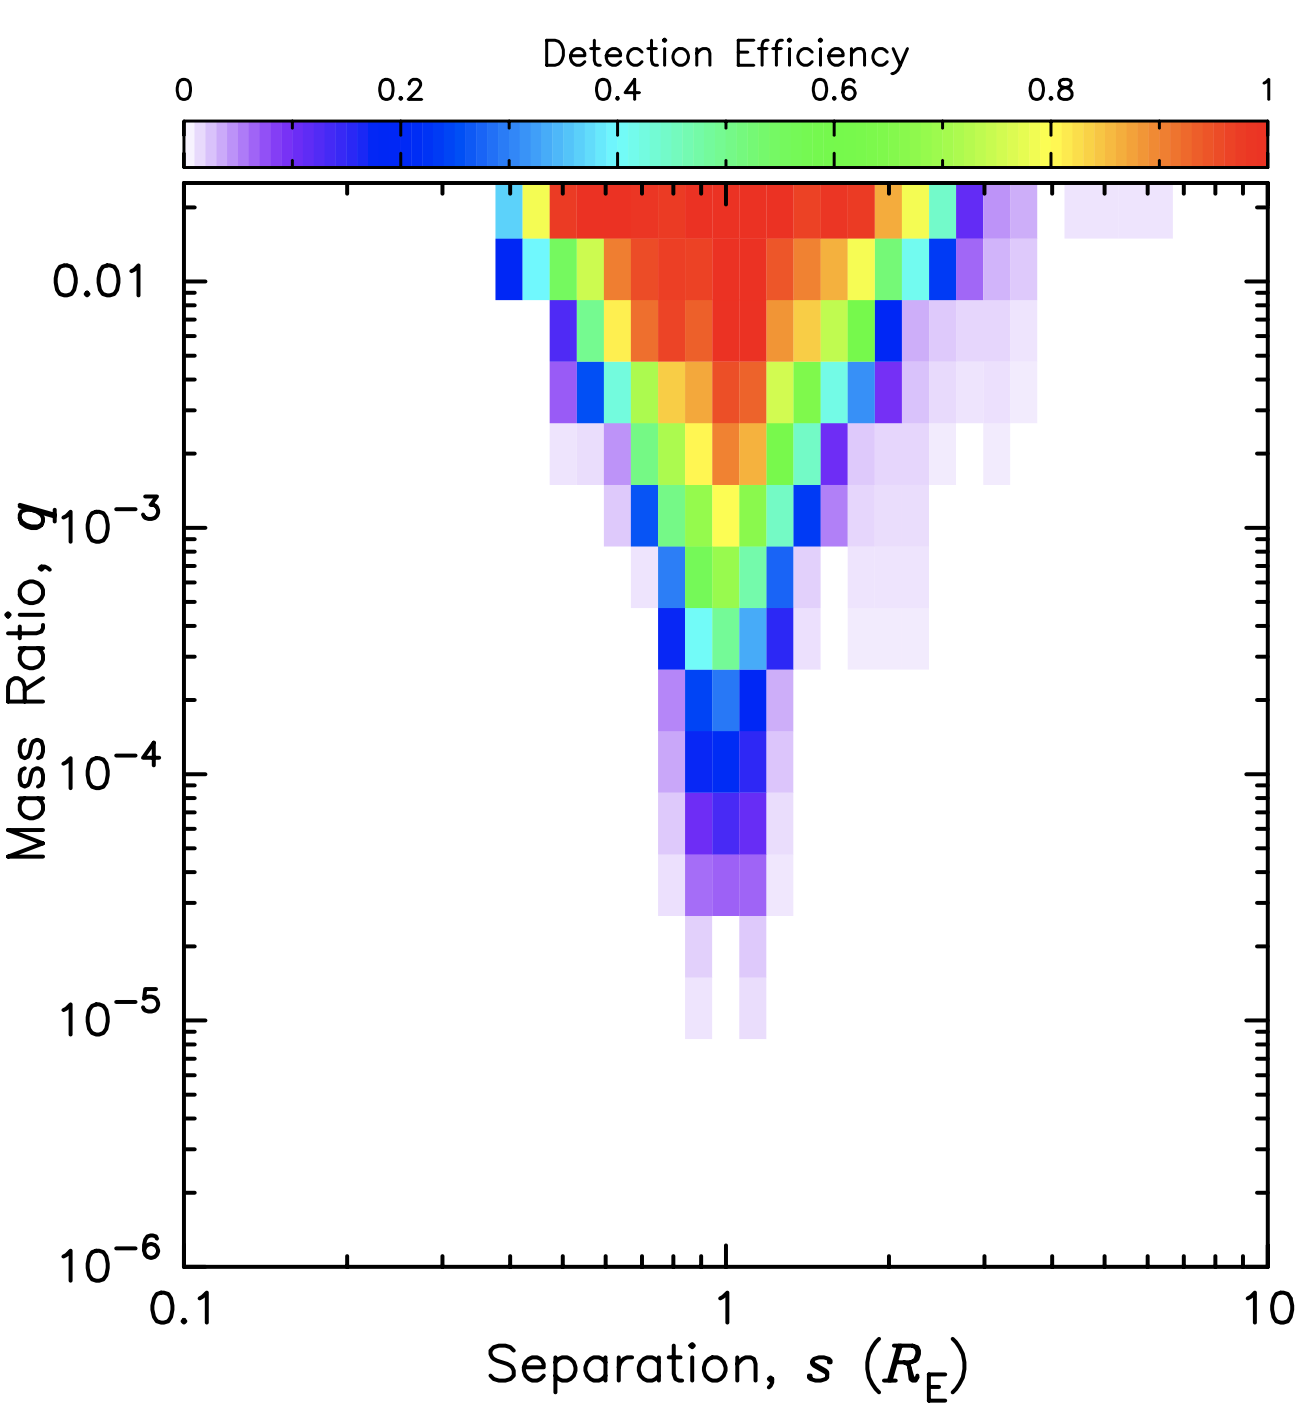 Detection Efficiency
0 0.2 0.4 0.6 0.8 1
0.01
10⁻³
10⁻⁴
10⁻⁵
10⁻⁶
Mass Ratio, q
0.1 1 10
Separation, s (R_E)